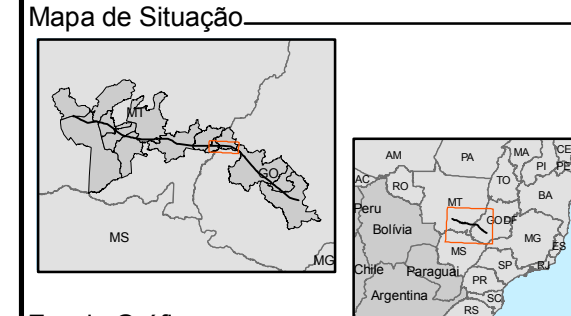 Mapa de Situação
MT
GO
MS
MG
AM
PA
MA
CE
PI
PE
AC
RO
TO
BA
Peru
MT
GO
DF
Bolívia
MG
MS
ES
Chile
Paraguai
SP
RJ
PR
Argentina
SC
RS